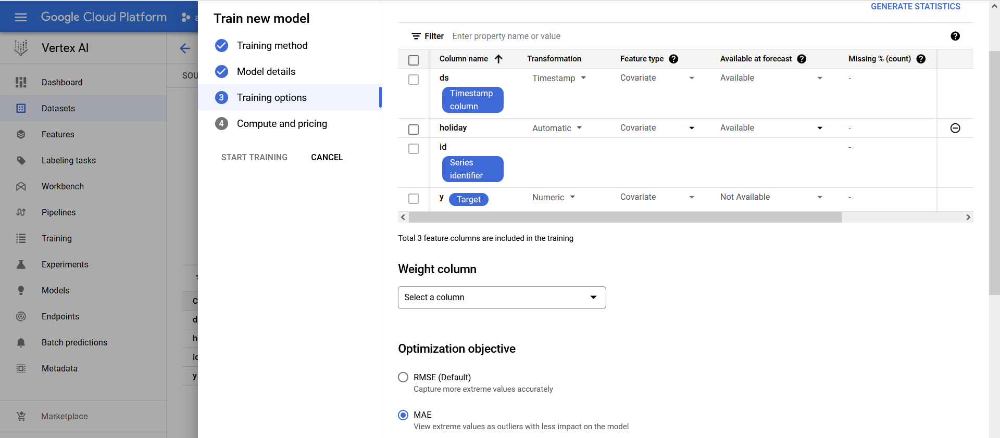 Google Cloud Platform
a
Vertex AI
Dashboard
Datasets
Features
Labeling tasks
Workbench
Pipelines
Training
Experiments
Models
Endpoints
Batch predictions
Metadata
Marketplace
SOU
C
d
h
id
y
Train new model
Training method
Model details
3 Training options
4 Compute and pricing
START TRAINING CANCEL
GENERATE STATISTICS
Filter Enter property name or value ?
Column name Transformation Feature type ? Available at forecast ? Missing % (count) ?
ds Timestamp Covariate Available -
Timestamp
column
holiday Automatic Covariate Available -
id -
Series
identifier
y Target Numeric Covariate Not Available -
Total 3 feature columns are included in the training
Weight column
Select a column
Optimization objective
RMSE (Default)
Capture more extreme values accurately
MAE
View extreme values as outliers with less impact on the model